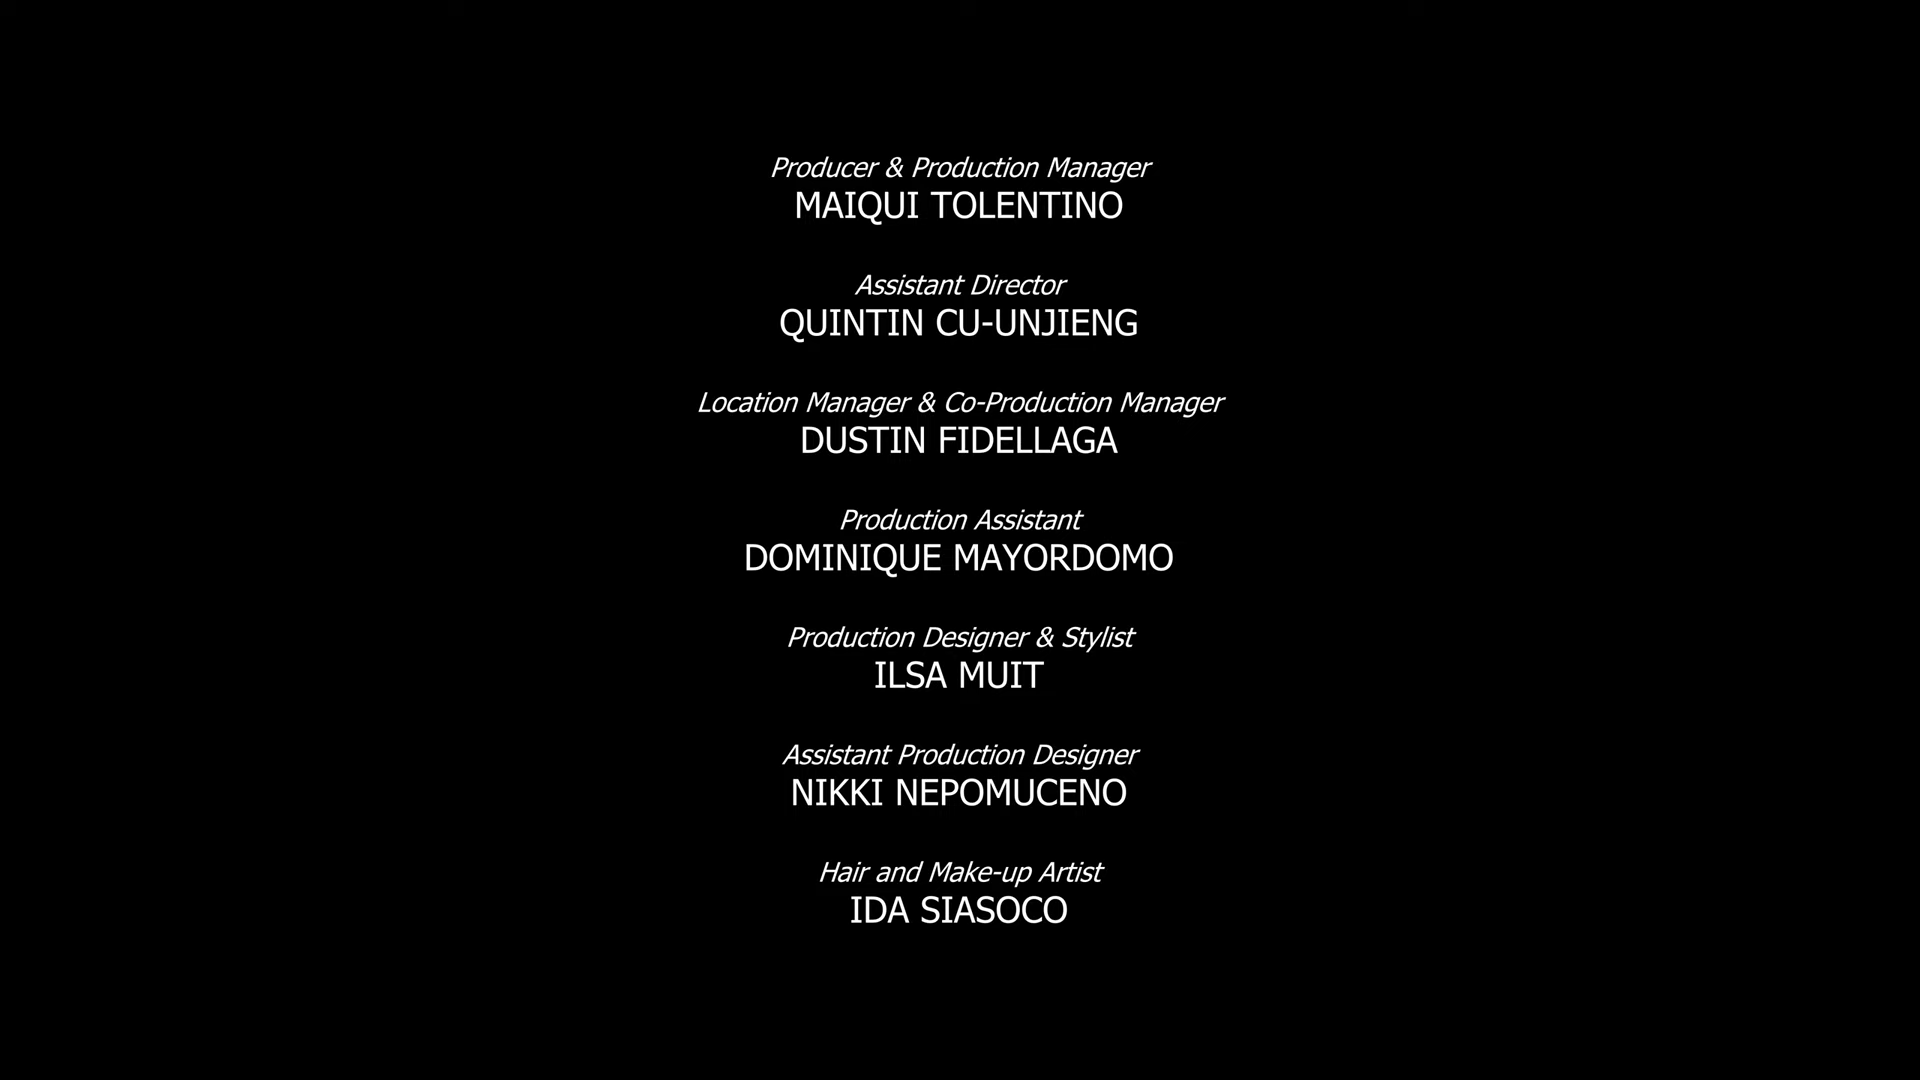 Producer & Production Manager
MAIQUI TOLENTINO
Assistant Director
QUINTIN CU-UNJIENG
Location Manager & Co-Production Manager
DUSTIN FIDELLAGA
Production Assistant
DOMINIQUE MAYORDOMO
Production Designer & Stylist
ILSA MUIT
Assistant Production Designer
NIKKI NEPOMUCENO
Hair and Make-up Artist
IDA SIASOCO